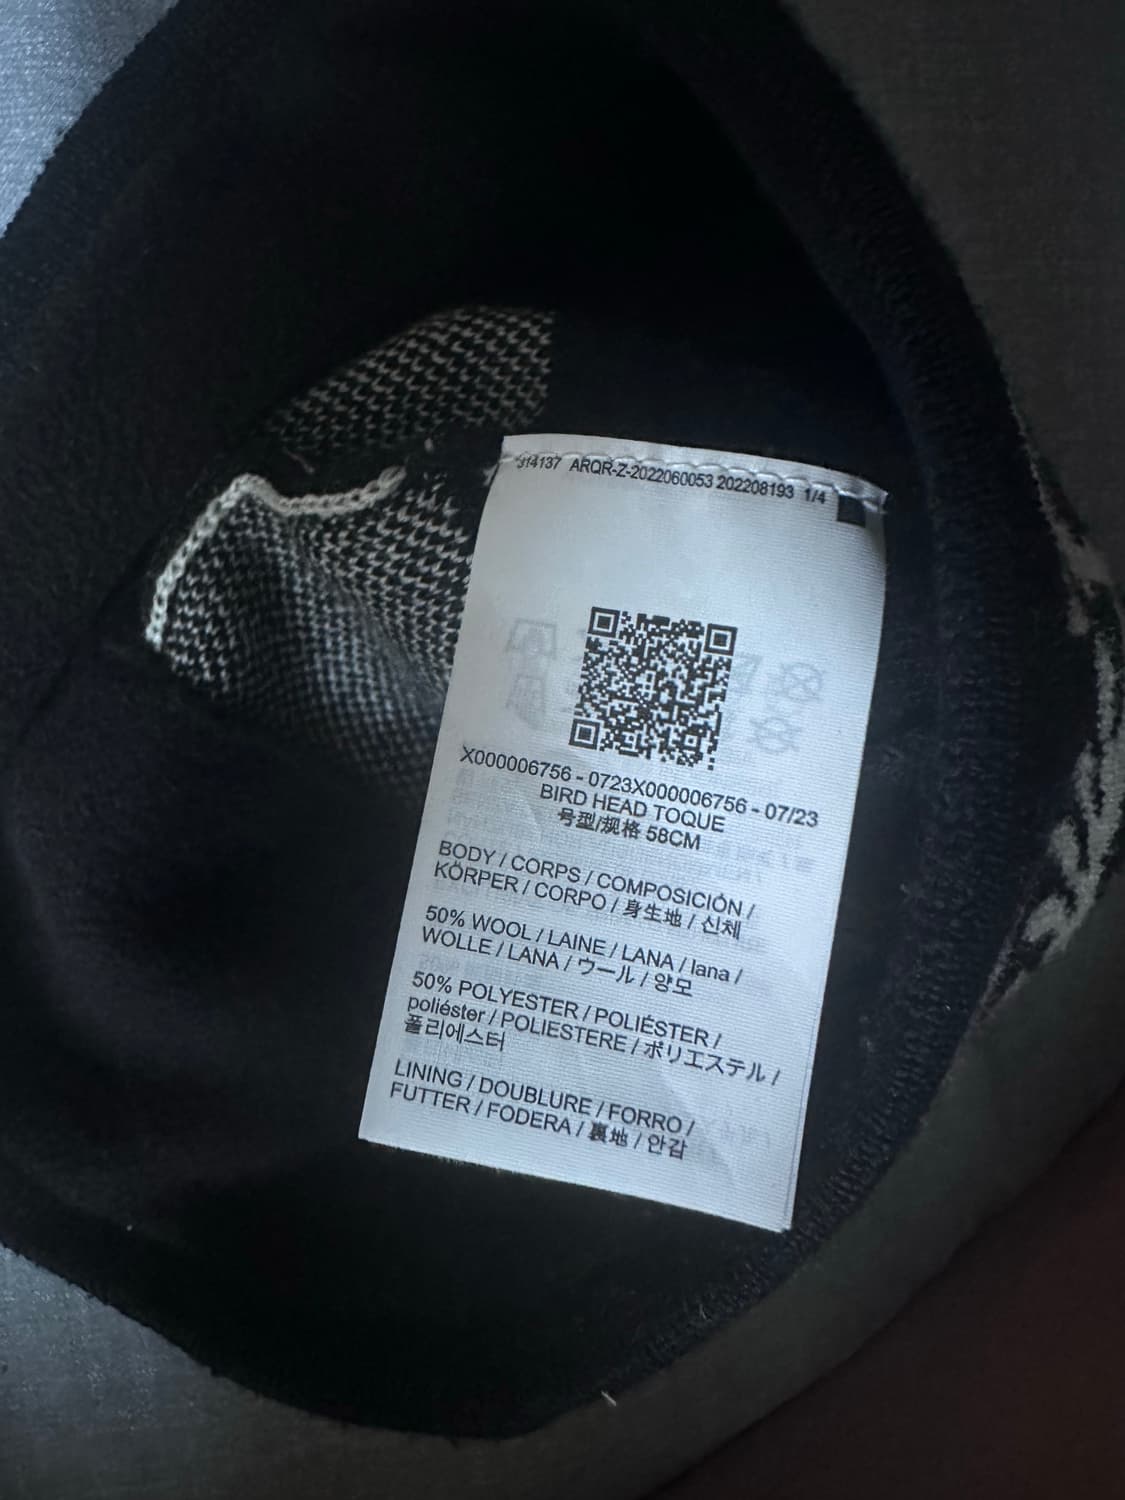 314137 ARQR-Z-2022060053 202208193 1/4
X000006756 - 0723X000006756 - 07/23
BIRD HEAD TOQUE
号型/规格 58CM
BODY / CORPS / COMPOSICIÓN /
KÖRPER / CORPO / 身生地 / 신체
50% WOOL / LAINE / LANA / lana /
WOLLE / LANA / ウール / 양모
50% POLYESTER / POLIÉSTER /
poliéster / POLIESTERE / ポリエステル /
폴리에스터
LINING / DOUBLURE / FORRO /
FUTTER / FODERA / 裏地 / 안감